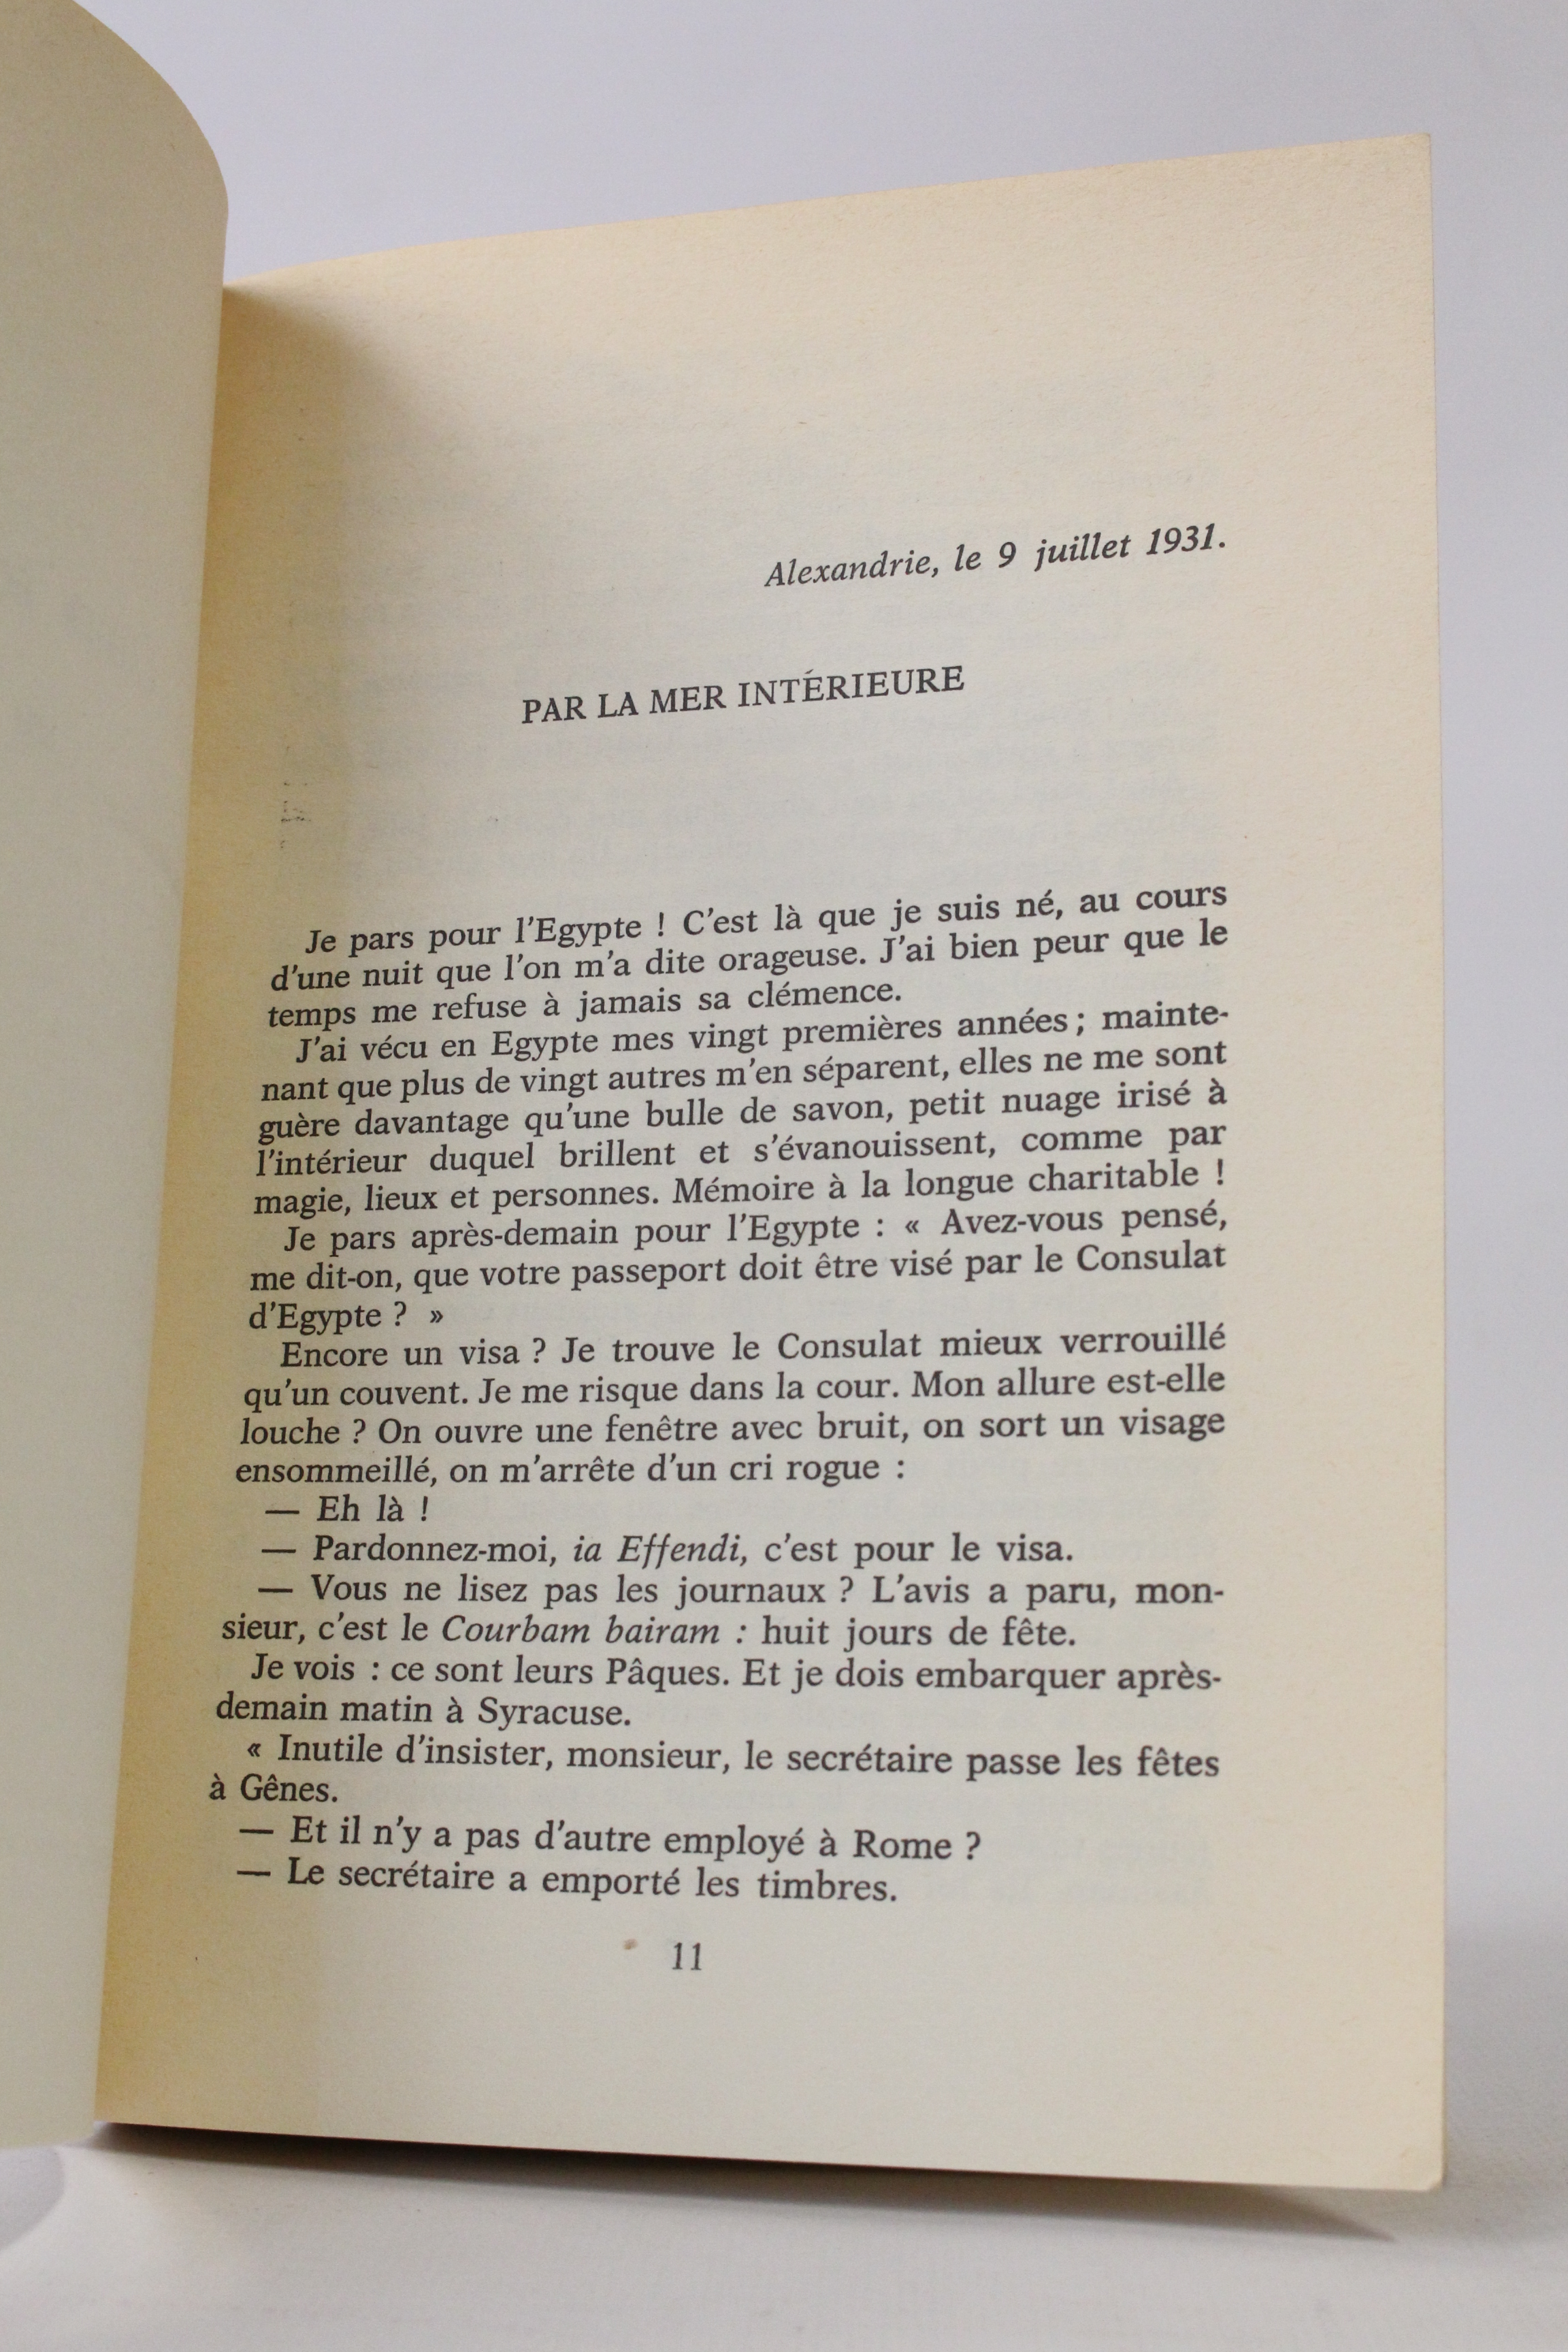 Alexandrie, le 9 juillet 1931.
PAR LA MER INTÉRIEURE
Je pars pour l'Egypte ! C'est là que je suis né, au cours
d'une nuit que l'on m'a dite orageuse. J'ai bien peur que le
temps me refuse à jamais sa clémence.
J'ai vécu en Egypte mes vingt premières années ; mainte-
nant que plus de vingt autres m'en séparent, elles ne me sont
guère davantage qu'une bulle de savon, petit nuage irisé à
l'intérieur duquel brillent et s'évanouissent, comme par
magie, lieux et personnes. Mémoire à la longue charitable !
Je pars après-demain pour l'Egypte : « Avez-vous pensé,
me dit-on, que votre passeport doit être visé par le Consulat
d'Egypte ? »
Encore un visa ? Je trouve le Consulat mieux verrouillé
qu'un couvent. Je me risque dans la cour. Mon allure est-elle
louche ? On ouvre une fenêtre avec bruit, on sort un visage
ensommeillé, on m'arrête d'un cri rogue :
— Eh là !
— Pardonnez-moi, ia Effendi, c'est pour le visa.
— Vous ne lisez pas les journaux ? L'avis a paru, mon-
sieur, c'est le Courbam bairam : huit jours de fête.
Je vois : ce sont leurs Pâques. Et je dois embarquer après-
demain matin à Syracuse.
« Inutile d'insister, monsieur, le secrétaire passe les fêtes
à Gênes.
— Et il n'y a pas d'autre employé à Rome ?
— Le secrétaire a emporté les timbres.
11